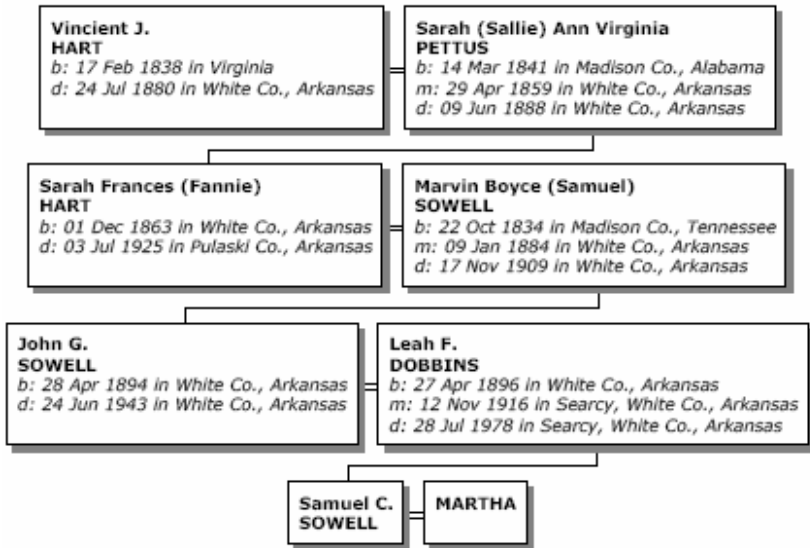 Vincient J.
HART
b: 17 Feb 1838 in Virginia
d: 24 Jul 1880 in White Co., Arkansas
Sarah (Sallie) Ann Virginia
PETTUS
b: 14 Mar 1841 in Madison Co., Alabama
m: 29 Apr 1859 in White Co., Arkansas
d: 09 Jun 1888 in White Co., Arkansas
Sarah Frances (Fannie)
HART
b: 01 Dec 1863 in White Co., Arkansas
d: 03 Jul 1925 in Pulaski Co., Arkansas
Marvin Boyce (Samuel)
SOWELL
b: 22 Oct 1834 in Madison Co., Tennessee
m: 09 Jan 1884 in White Co., Arkansas
d: 17 Nov 1909 in White Co., Arkansas
John G.
SOWELL
b: 28 Apr 1894 in White Co., Arkansas
d: 24 Jun 1943 in White Co., Arkansas
Leah F.
DOBBINS
b: 27 Apr 1896 in White Co., Arkansas
m: 12 Nov 1916 in Searcy, White Co., Arkansas
d: 28 Jul 1978 in Searcy, White Co., Arkansas
Samuel C.
SOWELL
MARTHA